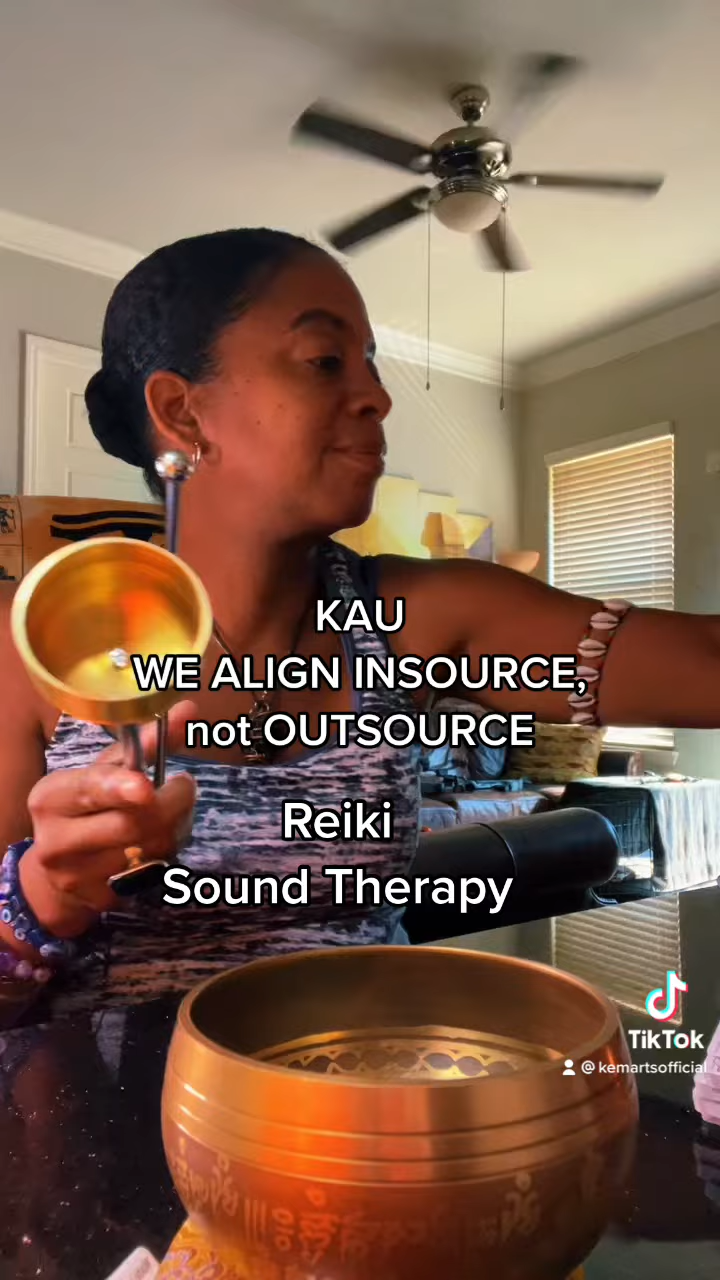 KAU
WE ALIGN INSOURCE,
not OUTSOURCE
Reiki
Sound Therapy
TikTok
@kemartsofficial